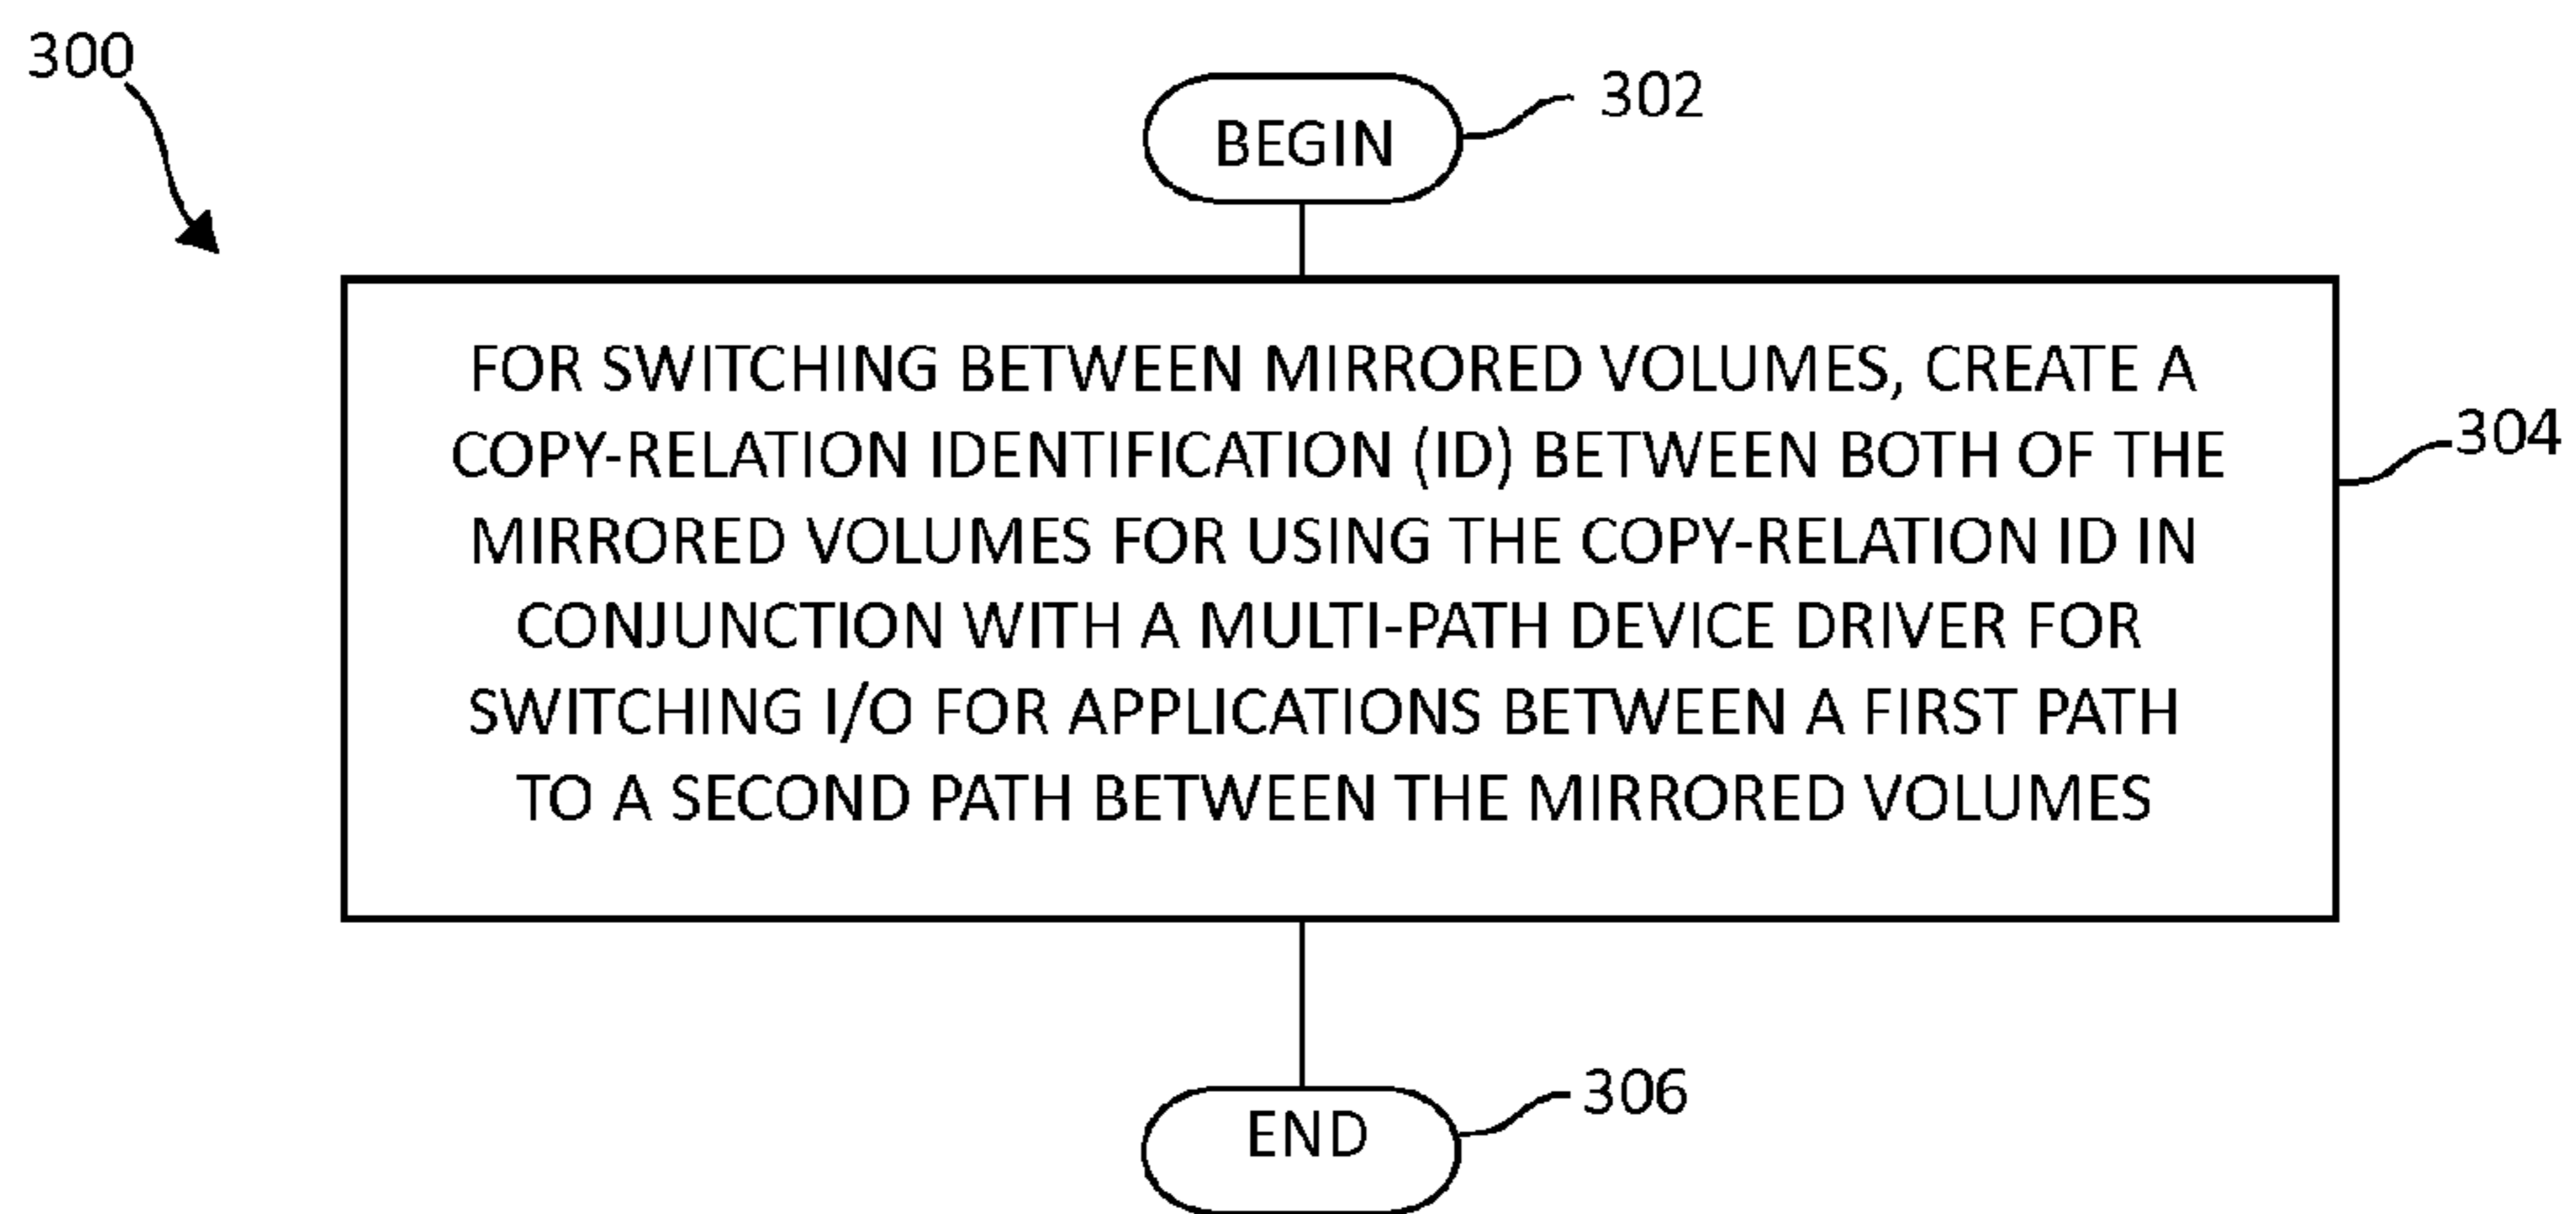 300
302
BEGIN
FOR SWITCHING BETWEEN MIRRORED VOLUMES, CREATE A
COPY-RELATION IDENTIFICATION (ID) BETWEEN BOTH OF THE
MIRRORED VOLUMES FOR USING THE COPY-RELATION ID IN
CONJUNCTION WITH A MULTI-PATH DEVICE DRIVER FOR
SWITCHING I/O FOR APPLICATIONS BETWEEN A FIRST PATH
TO A SECOND PATH BETWEEN THE MIRRORED VOLUMES
304
306
END